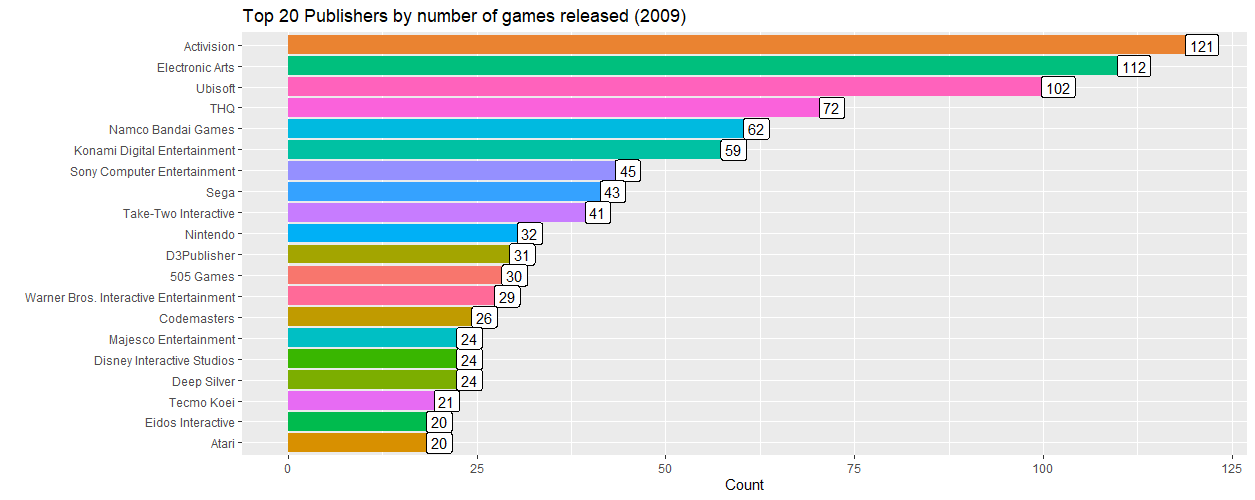 Top 20 Publishers by number of games released (2009)
Activision 121
Electronic Arts 112
Ubisoft 102
THQ 72
Namco Bandai Games 62
Konami Digital Entertainment 59
Sony Computer Entertainment 45
Sega 43
Take-Two Interactive 41
Nintendo 32
D3Publisher 31
505 Games 30
Warner Bros. Interactive Entertainment 29
Codemasters 26
Majesco Entertainment 24
Disney Interactive Studios 24
Deep Silver 24
Tecmo Koei 21
Eidos Interactive 20
Atari 20
0 25 50 75 100 125
Count